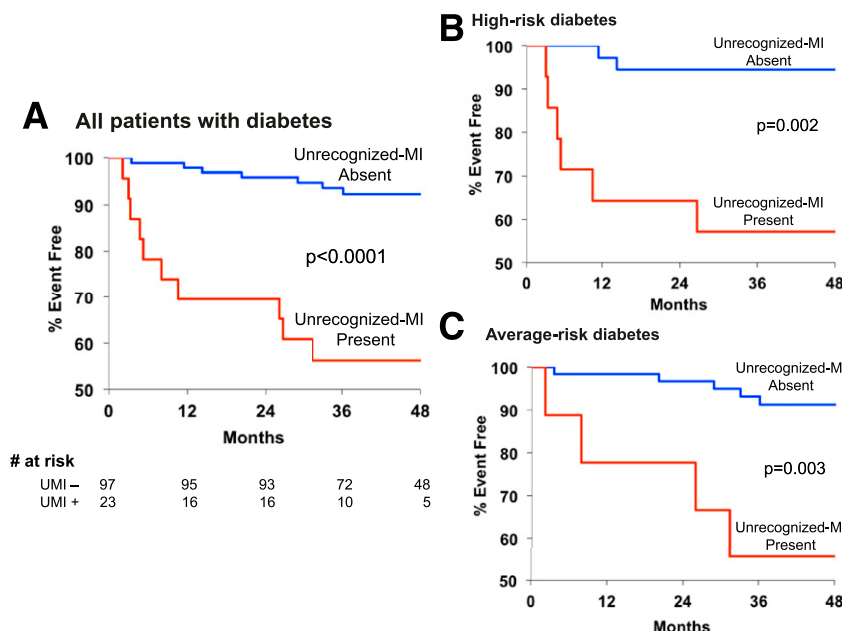 A All patients with diabetes
100
90
80
70
60
50
% Event Free
Unrecognized-MI
Absent
p<0.0001
Unrecognized-MI
Present
0 12 24 36 48
Months
# at risk
UMI – 97 95 93 72 48
UMI + 23 16 16 10 5
B High-risk diabetes
100
90
80
70
60
50
% Event Free
Unrecognized-MI
Absent
p=0.002
Unrecognized-MI
Present
0 12 24 36 48
Months
C Average-risk diabetes
100
90
80
70
60
50
% Event Free
Unrecognized-M
Absent
p=0.003
Unrecognized-M
Present
0 12 24 36 48
Months